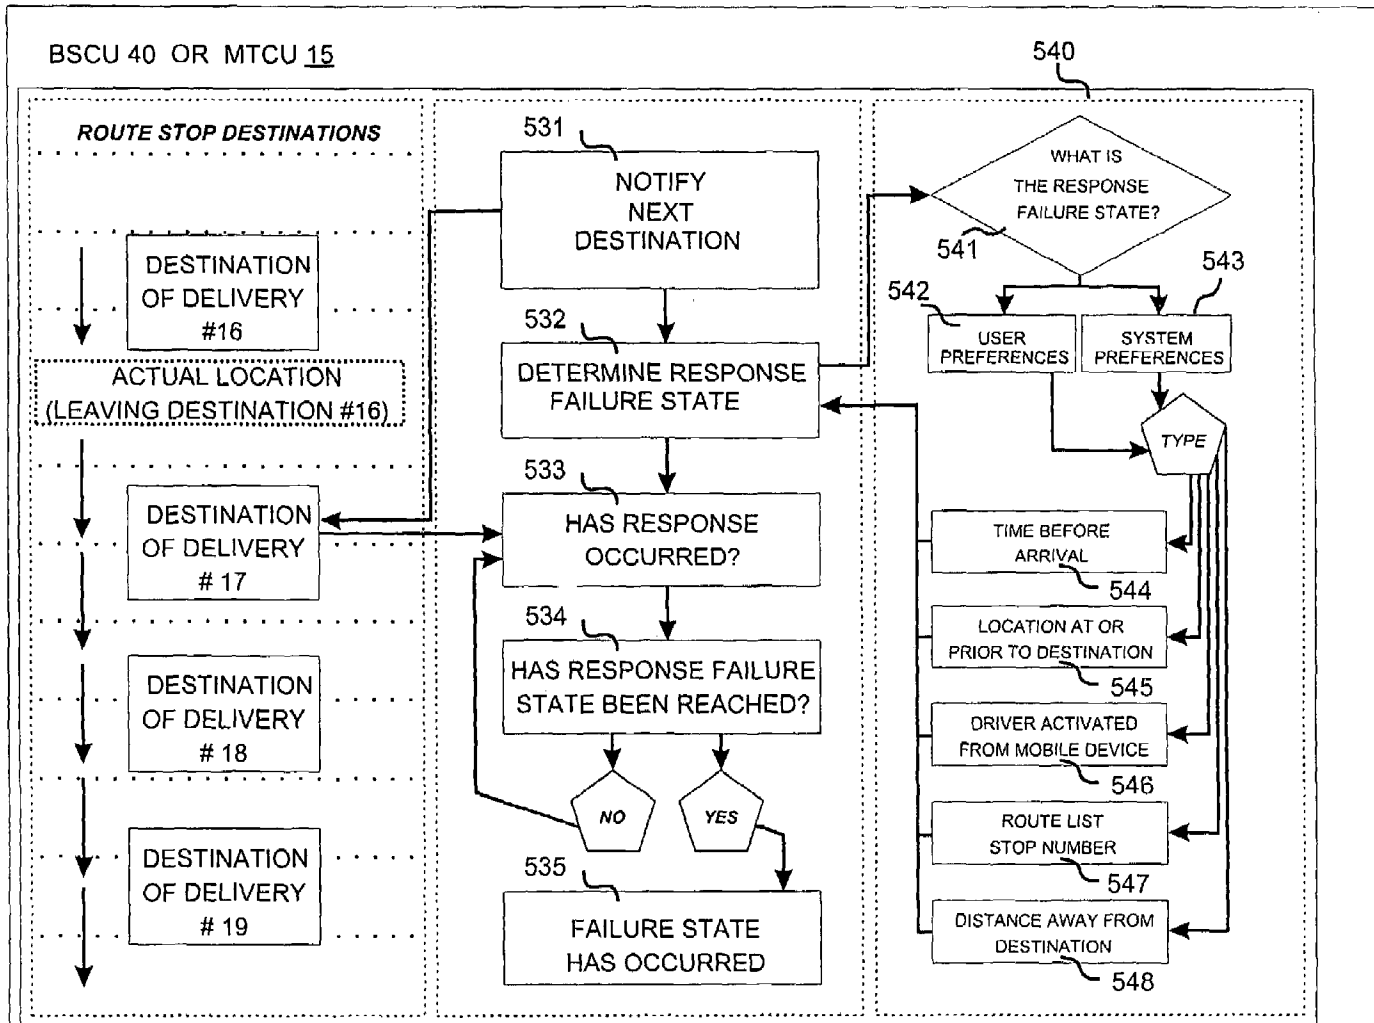 BSCU 40 OR MTCU 15
ROUTE STOP DESTINATIONS
DESTINATION
OF DELIVERY
#16
ACTUAL LOCATION
(LEAVING DESTINATION #16)
DESTINATION
OF DELIVERY
# 17
DESTINATION
OF DELIVERY
# 18
DESTINATION
OF DELIVERY
# 19
531
NOTIFY
NEXT
DESTINATION
532
DETERMINE RESPONSE
FAILURE STATE
533
HAS RESPONSE
OCCURRED?
534
HAS RESPONSE FAILURE
STATE BEEN REACHED?
NO
YES
535
FAILURE STATE
HAS OCCURRED
540
WHAT IS
THE RESPONSE
FAILURE STATE?
541
542
USER
PREFERENCES
543
SYSTEM
PREFERENCES
TYPE
TIME BEFORE
ARRIVAL
544
LOCATION AT OR
PRIOR TO DESTINATION
545
DRIVER ACTIVATED
FROM MOBILE DEVICE
546
ROUTE LIST
STOP NUMBER
547
DISTANCE AWAY FROM
DESTINATION
548